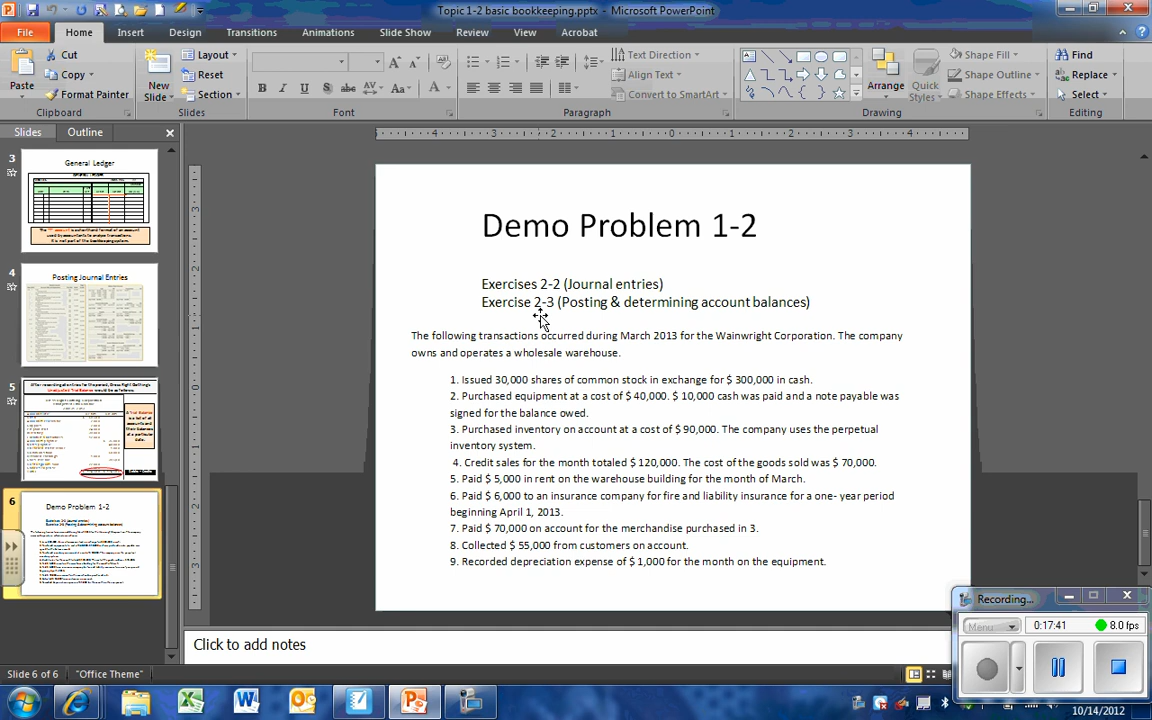 Topic 1-2 basic bookkeeping.pptx - Microsoft PowerPoint
File Home Insert Design Transitions Animations Slide Show Review View Acrobat
Paste
Cut
Copy
Format Painter
Clipboard
New Slide
Layout
Reset
Section
Slides
Font
Text Direction
Align Text
Convert to SmartArt
Paragraph
Arrange
Quick Styles
Shape Fill
Shape Outline
Shape Effects
Drawing
Find
Replace
Select
Editing
Slides Outline
3
General Ledger
4
Posting Journal Entries
5
6
Demo Problem 1-2
Demo Problem 1-2
Exercises 2-2 (Journal entries)
Exercise 2-3 (Posting & determining account balances)
The following transactions occurred during March 2013 for the Wainwright Corporation. The company
owns and operates a wholesale warehouse.
1. Issued 30,000 shares of common stock in exchange for $ 300,000 in cash.
2. Purchased equipment at a cost of $ 40,000. $ 10,000 cash was paid and a note payable was
signed for the balance owed.
3. Purchased inventory on account at a cost of $ 90,000. The company uses the perpetual
inventory system.
4. Credit sales for the month totaled $ 120,000. The cost of the goods sold was $ 70,000.
5. Paid $ 5,000 in rent on the warehouse building for the month of March.
6. Paid $ 6,000 to an insurance company for fire and liability insurance for a one- year period
beginning April 1, 2013.
7. Paid $ 70,000 on account for the merchandise purchased in 3.
8. Collected $ 55,000 from customers on account.
9. Recorded depreciation expense of $ 1,000 for the month on the equipment.
Click to add notes
Recording...
Menu 0:17:41 8.0 fps
Slide 6 of 6 "Office Theme"
10/14/2012